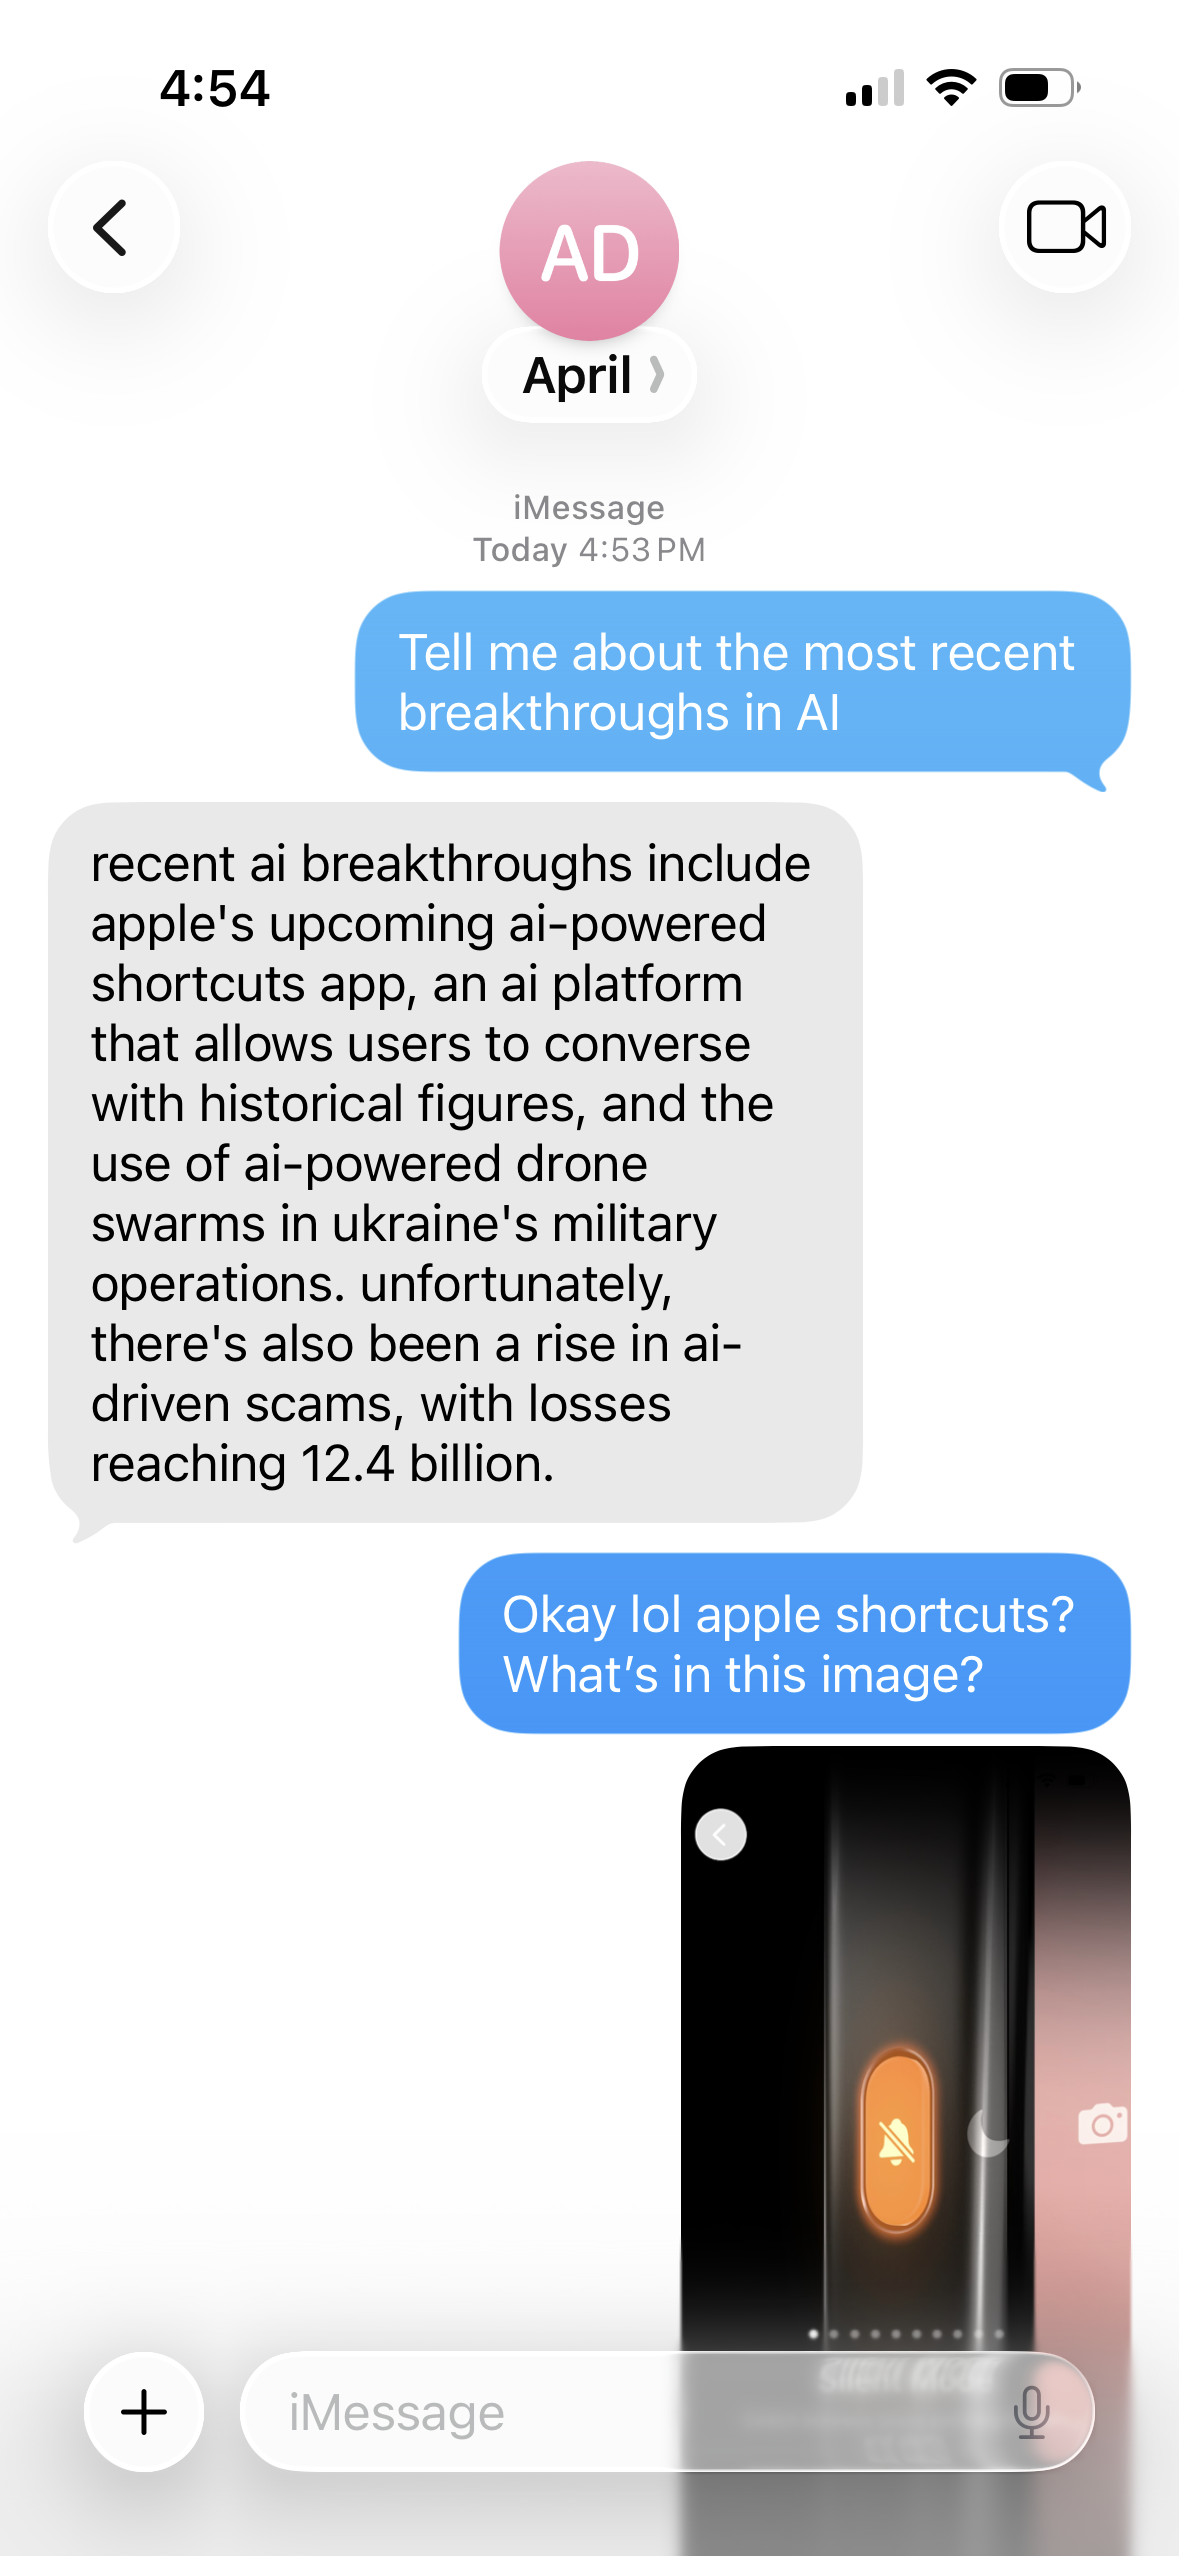 4:54
AD
April
iMessage
Today 4:53 PM
Tell me about the most recent
breakthroughs in AI
recent ai breakthroughs include
apple's upcoming ai-powered
shortcuts app, an ai platform
that allows users to converse
with historical figures, and the
use of ai-powered drone
swarms in ukraine's military
operations. unfortunately,
there's also been a rise in ai-
driven scams, with losses
reaching 12.4 billion.
Okay lol apple shortcuts?
What’s in this image?
Silent Mode
iMessage